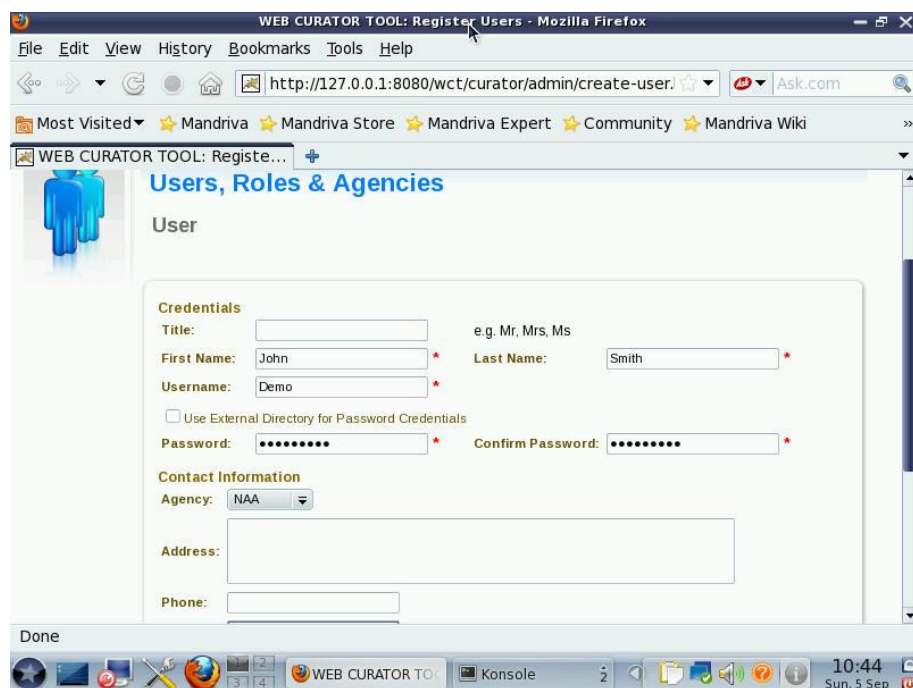 WEB CURATOR TOOL: Register Users - Mozilla Firefox
File Edit View History Bookmarks Tools Help
http://127.0.0.1:8080/wct/curator/admin/create-user.
Ask.com
Most Visited Mandriva Mandriva Store Mandriva Expert Community Mandriva Wiki »
WEB CURATOR TOOL: Registe...
Users, Roles & Agencies
User
Credentials
Title: e.g. Mr, Mrs, Ms
First Name: John * Last Name: Smith *
Username: Demo *
Use External Directory for Password Credentials
Password: ●●●●●●●●● * Confirm Password: ●●●●●●●●● *
Contact Information
Agency: NAA
Address:
Phone:
Done
1 2 3 4
WEB CURATOR TO
Konsole
2
10:44
Sun, 5 Sep